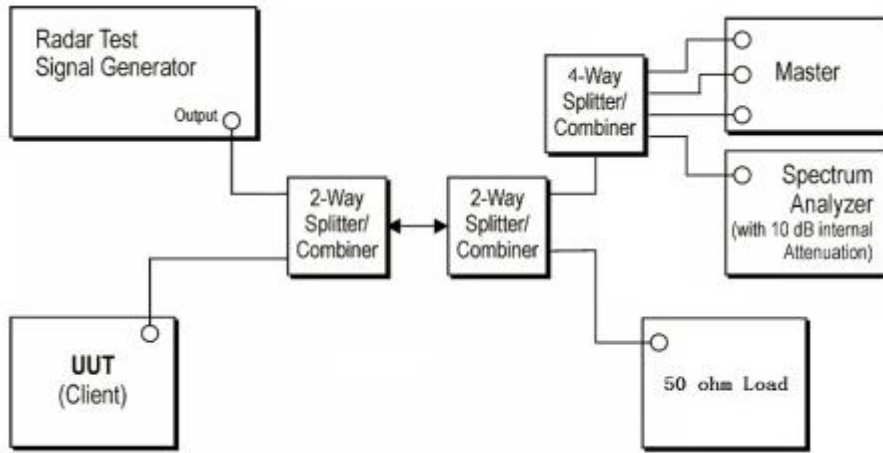 Radar Test
Signal Generator
Output
4-Way
Splitter/
Combiner
Master
2-Way
Splitter/
Combiner
2-Way
Splitter/
Combiner
Spectrum
Analyzer
(with 10 dB internal
Attenuation)
UUT
(Client)
50 ohm Load